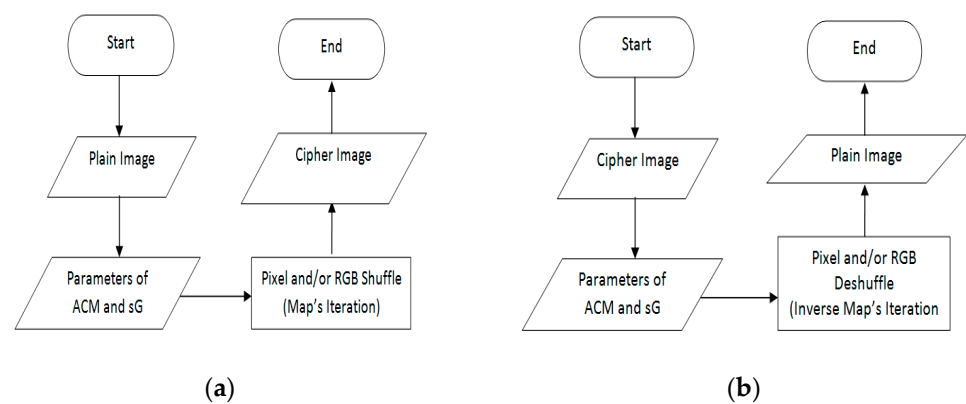 Start
Plain Image
Parameters of
ACM and sG
Pixel and/or RGB Shuffle
(Map's Iteration)
Cipher Image
End
(a)
Start
Cipher Image
Parameters of
ACM and sG
Pixel and/or RGB
Deshuffle
(Inverse Map's Iteration
Plain Image
End
(b)